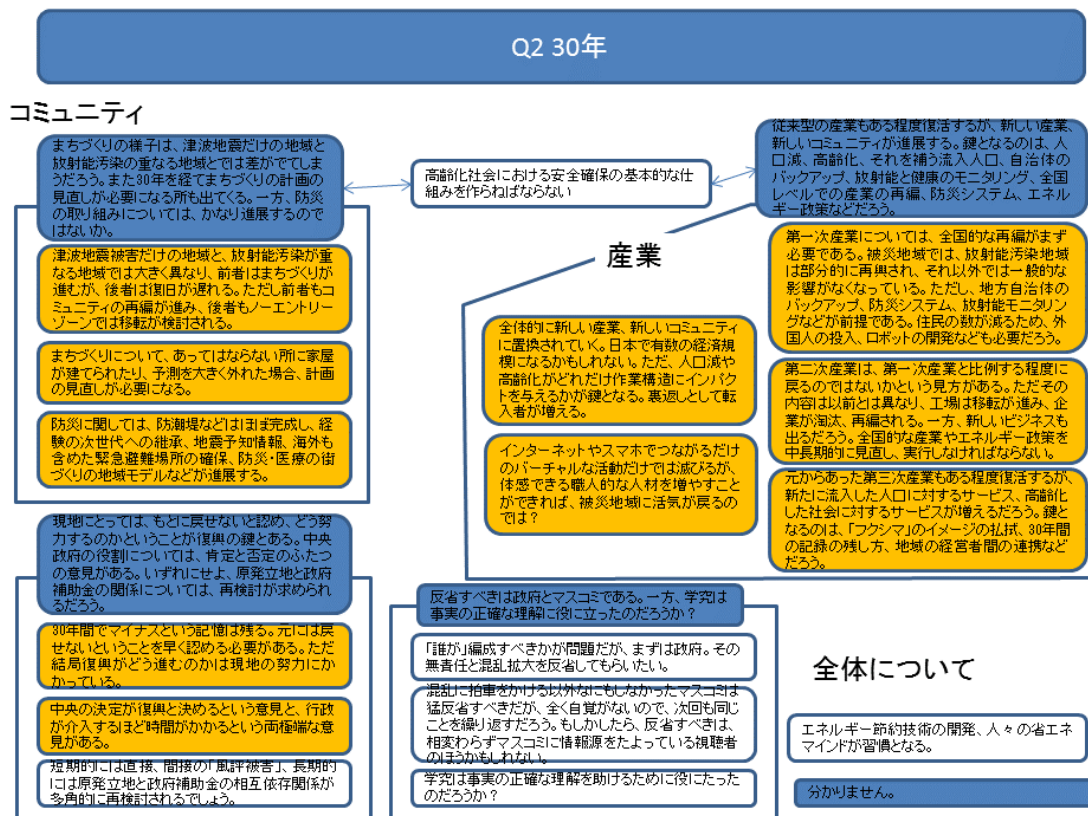 Q2 30年
コミュニティ
まちづくりの様子は、津波地震だけの地域と
放射能汚染の重なる地域とでは差がでてしま
うだろう。また30年を経てまちづくりの計画の
見直しが必要になる所も出てくる。一方、防災
の取り組みについては、かなり進展するのでは
ないか。
津波地震被害だけの地域と、放射能汚染が
重なる地域では大きく異なり、前者はまちづくりが
進むが、後者は復旧が遅れる。ただし前者もコ
ミュニティの再編が進み、後者もノーエントリー
ゾーンでは移転が検討される。
まちづくりについて、あってはならない所に家屋
が建てられたり、予測を大きく外れた場合、計画
の見直しが必要になる。
防災に関しては、防潮堤などはほぼ完成し、経
験の次世代への継承、地震予知情報、海外も
含めた緊急避難場所の確保、防災・医療の街
づくりの地域モデルなどが進展する。
高齢化社会における安全確保の基本的な仕
組みを作らねばならない
従来型の産業もある程度復活するが、新しい産業、
新しいコミュニティが進展する。鍵となるのは、人
口減、高齢化、それを補う流入人口、自治体の
バックアップ、放射能と健康のモニタリング、全国
レベルでの産業の再編、防災システム、エネル
ギー政策などだろう。
産業
第一次産業については、全国的な再編がまず
必要である。被災地域では、放射能汚染地域
は部分的に再興され、それ以外では一般的な
影響がなくなっている。ただし、地方自治体の
バックアップ、防災システム、放射能モニタリン
グなどが前提である。住民の数が減るため、外
国人の投入、ロボットの開発なども必要だろう。
全体的に新しい産業、新しいコミュニティ
に置換されていく。日本で有数の経済規
模になるかもしれない。ただ、人口減や
高齢化がどれだけ作業構造にインパク
トを与えるかが鍵となる。裏返しとして転
入者が増える。
第二次産業は、第一次産業と比例する程度に
戻るのではないかという見方がある。ただその
内容は以前とは異なり、工場は移転が進み、企
業が淘汰、再編される。一方、新しいビジネスも
出るだろう。全国的な産業やエネルギー政策を
中長期的に見直し、実行しなければならない。
インターネットやスマホでつながるだけ
のバーチャルな活動だけでは滅びるが、
体感できる職人的な人材を増やすこと
ができれば、被災地域に活気が戻るの
では？
元からあった第三次産業もある程度復活するが、
新たに流入した人口に対するサービス、高齢化
した社会に対するサービスが増えるだろう。鍵と
なるのは、「フクシマ」のイメージの払拭、30年間
の記録の残し方、地域の経営者間の連携など
だろう。
現地にとっては、もとに戻せないと認め、どう努
力するのかということが復興の鍵とある。中央
政府の役割については、肯定と否定のふたつ
の意見がある。いずれにせよ、原発立地と政府
補助金の関係については、再検討が求められ
るだろう。
30年間でマイナスという記憶は残る。元には戻
せないということを早く認める必要がある。ただ
結局復興がどう進むのかは現地の努力にか
かっている。
中央の決定が復興と決めるという意見と、行政
が介入するほど時間がかかるという両極端な意
見がある。
短期的には直接、間接の「風評被害」、長期的
には原発立地と政府補助金の相互依存関係が
多角的に再検討されるでしょう。
反省すべきは政府とマスコミである。一方、学究は
事実の正確な理解に役に立ったのだろうか？
「誰が」編成すべきかが問題だが、まずは政府。その
無責任と混乱拡大を反省してもらいたい。
混乱に拍車をかける以外なにもしなかったマスコミは
猛反省すべきだが、全く自覚がないので、次回も同じ
ことを繰り返すだろう。もしかしたら、反省すべきは、
相変わらずマスコミに情報源をたよっている視聴者
のほうかもしれない。
学究は事実の正確な理解を助けるために役にたった
のだろうか？
全体について
エネルギー節約技術の開発、人々の省エネ
マインドが習慣となる。
分かりません。